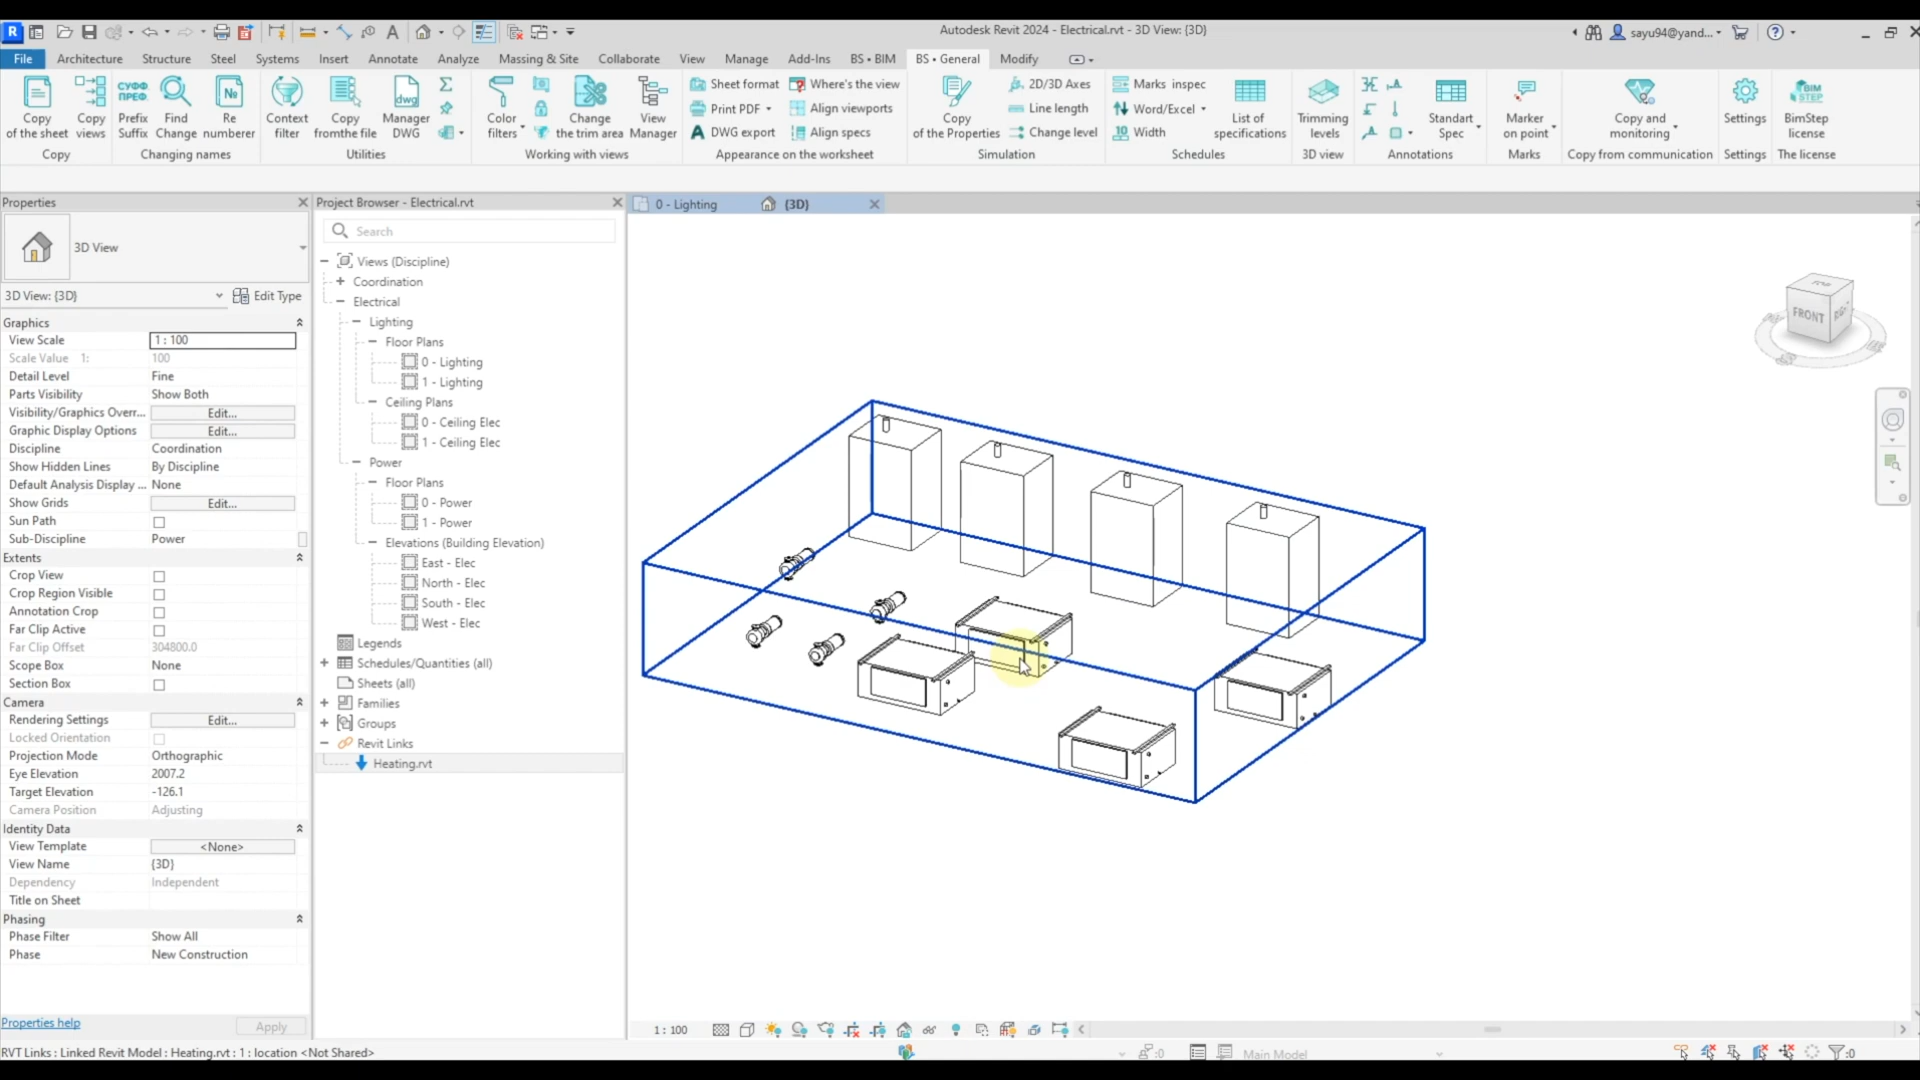 Autodesk Revit 2024 - Electrical.rvt - 3D View: {3D}
sayu94@yand...
File Architecture Structure Steel Systems Insert Annotate Analyze Massing & Site Collaborate View Manage Add-Ins BS • BIM BS • General Modify
Copy of the sheet
Copy views
Copy
СУФФ ПРЕФ
Prefix Suffix
Find Change
№
Re numberer
Changing names
Context filter
Copy fromthe file
dwg
Manager DWG
Utilities
Color filters
Change the trim area
View Manager
Working with views
Sheet format
Print PDF
DWG export
Where's the view
Align viewports
Align specs
Appearance on the worksheet
Copy of the Properties
2D/3D Axes
Line length
Change level
Simulation
Marks inspec
Word/Excel
10 Width
List of specifications
Schedules
Trimming levels
3D view
Standart Spec
Annotations
Marker on point
Marks
Copy and monitoring
Copy from communication
Settings
Settings
BIM STEP
BimStep license
The license
Properties
3D View
3D View: {3D}
Edit Type
Graphics
View Scale 1 : 100
Scale Value 1: 100
Detail Level Fine
Parts Visibility Show Both
Visibility/Graphics Overr... Edit...
Graphic Display Options Edit...
Discipline Coordination
Show Hidden Lines By Discipline
Default Analysis Display ... None
Show Grids Edit...
Sun Path
Sub-Discipline Power
Extents
Crop View
Crop Region Visible
Annotation Crop
Far Clip Active
Far Clip Offset 304800.0
Scope Box None
Section Box
Camera
Rendering Settings Edit...
Locked Orientation
Projection Mode Orthographic
Eye Elevation 2007.2
Target Elevation -126.1
Camera Position Adjusting
Identity Data
View Template <None>
View Name {3D}
Dependency Independent
Title on Sheet
Phasing
Phase Filter Show All
Phase New Construction
Properties help
Apply
Project Browser - Electrical.rvt
Search
Views (Discipline)
Coordination
Electrical
Lighting
Floor Plans
0 - Lighting
1 - Lighting
Ceiling Plans
0 - Ceiling Elec
1 - Ceiling Elec
Power
Floor Plans
0 - Power
1 - Power
Elevations (Building Elevation)
East - Elec
North - Elec
South - Elec
West - Elec
Legends
Schedules/Quantities (all)
Sheets (all)
Families
Groups
Revit Links
Heating.rvt
0 - Lighting
{3D}
FRONT
1 : 100
RVT Links : Linked Revit Model : Heating.rvt : 1 : location <Not Shared>
:0
Main Model
:0